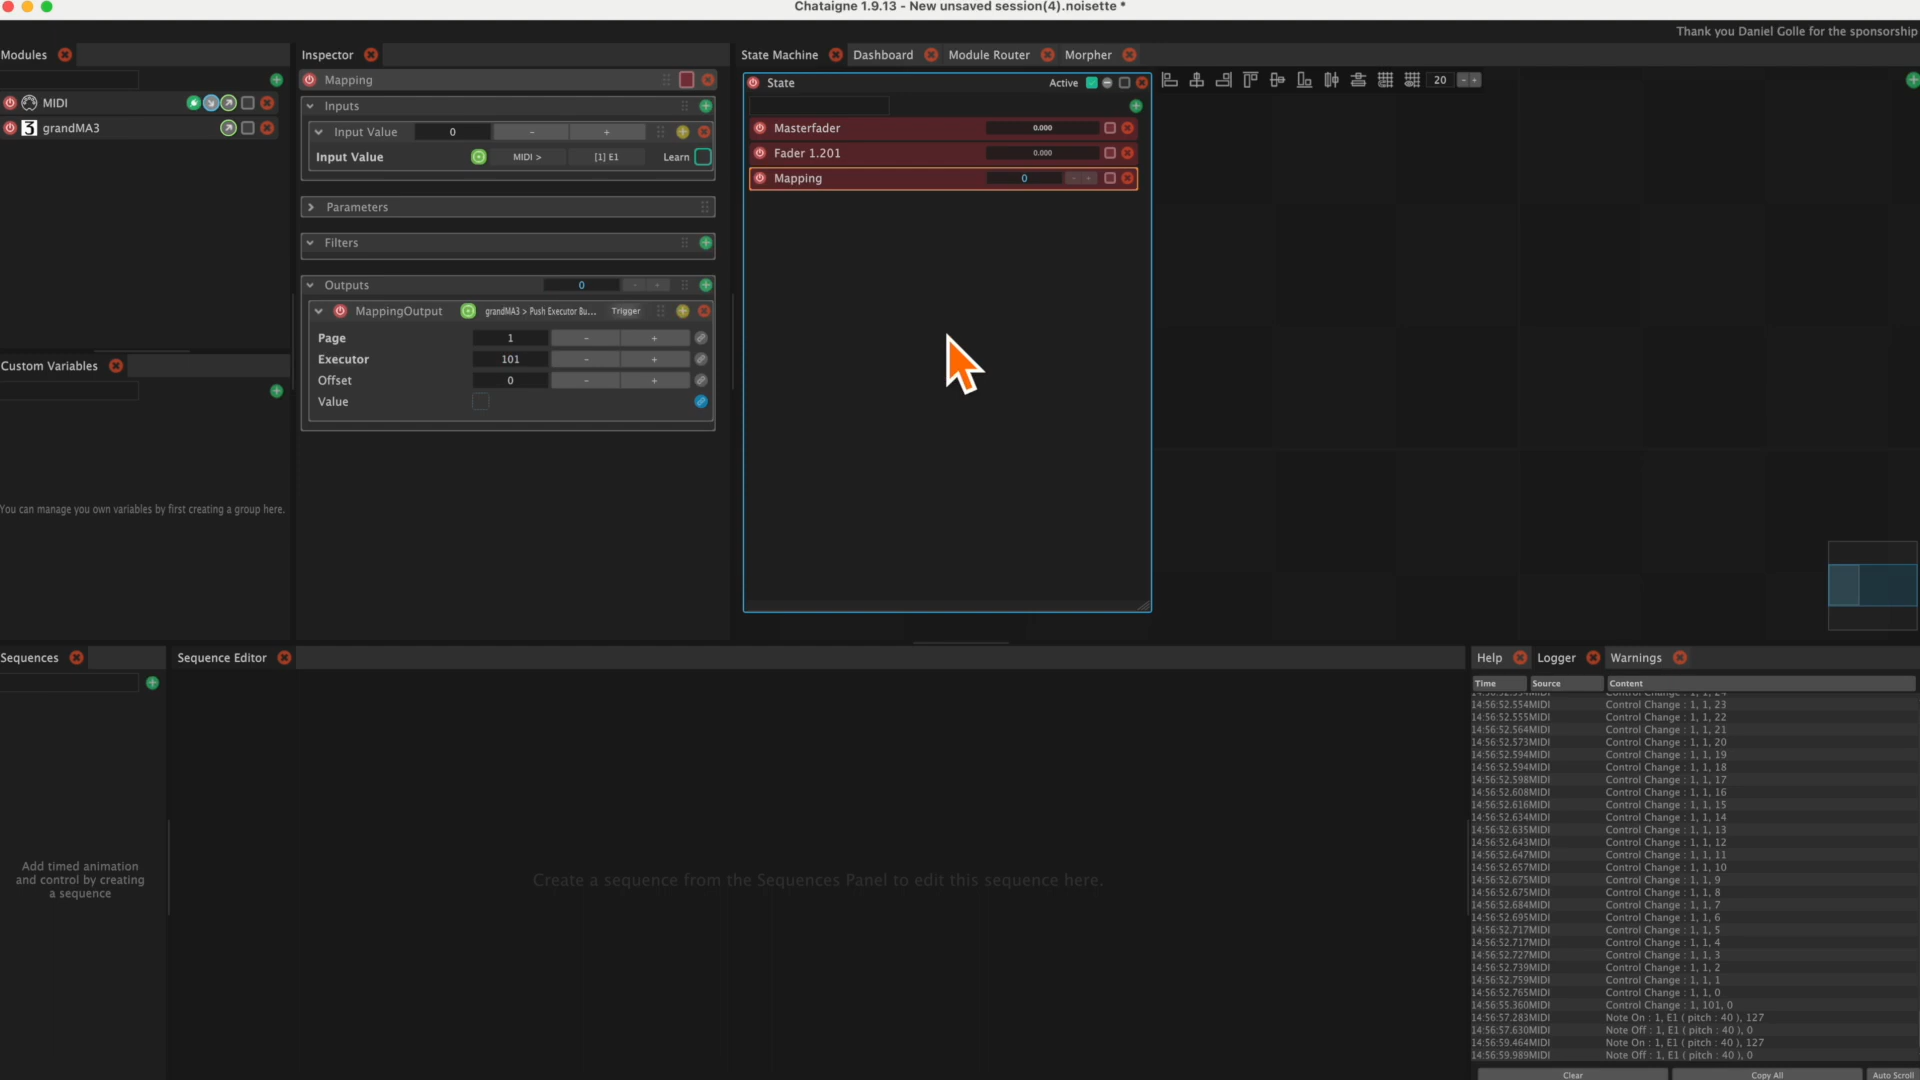 Chataigne 1.9.13 - New unsaved session(4).noisette *
Thank you Daniel Golle for the sponsorship
Modules
MIDI
grandMA3
Custom Variables
You can manage you own variables by first creating a group here.
Inspector
Mapping
Inputs
Input Value 0 - +
Input Value MIDI > [1] E1 Learn
Parameters
Filters
Outputs 0 - +
MappingOutput grandMA3 > Push Executor Bu... Trigger
Page 1 - +
Executor 101 - +
Offset 0 - +
Value
State Machine Dashboard Module Router Morpher
State Active
20 - +
Masterfader 0.000
Fader 1.201 0.000
Mapping 0 - +
Sequences
Add timed animation
and control by creating
a sequence
Sequence Editor
Create a sequence from the Sequences Panel to edit this sequence here.
Help Logger Warnings
Time Source Content
14:56:52.554MIDI Control Change : 1, 1, 23
14:56:52.555MIDI Control Change : 1, 1, 22
14:56:52.564MIDI Control Change : 1, 1, 21
14:56:52.573MIDI Control Change : 1, 1, 20
14:56:52.594MIDI Control Change : 1, 1, 19
14:56:52.594MIDI Control Change : 1, 1, 18
14:56:52.598MIDI Control Change : 1, 1, 17
14:56:52.608MIDI Control Change : 1, 1, 16
14:56:52.616MIDI Control Change : 1, 1, 15
14:56:52.634MIDI Control Change : 1, 1, 14
14:56:52.635MIDI Control Change : 1, 1, 13
14:56:52.643MIDI Control Change : 1, 1, 12
14:56:52.647MIDI Control Change : 1, 1, 11
14:56:52.657MIDI Control Change : 1, 1, 10
14:56:52.675MIDI Control Change : 1, 1, 9
14:56:52.675MIDI Control Change : 1, 1, 8
14:56:52.684MIDI Control Change : 1, 1, 7
14:56:52.695MIDI Control Change : 1, 1, 6
14:56:52.717MIDI Control Change : 1, 1, 5
14:56:52.717MIDI Control Change : 1, 1, 4
14:56:52.727MIDI Control Change : 1, 1, 3
14:56:52.739MIDI Control Change : 1, 1, 2
14:56:52.759MIDI Control Change : 1, 1, 1
14:56:52.765MIDI Control Change : 1, 1, 0
14:56:55.360MIDI Control Change : 1, 101, 0
14:56:57.283MIDI Note On : 1, E1 ( pitch : 40 ), 127
14:56:57.630MIDI Note Off : 1, E1 ( pitch : 40 ), 0
14:56:59.464MIDI Note On : 1, E1 ( pitch : 40 ), 127
14:56:59.989MIDI Note Off : 1, E1 ( pitch : 40 ), 0
Clear Copy All Auto Scroll